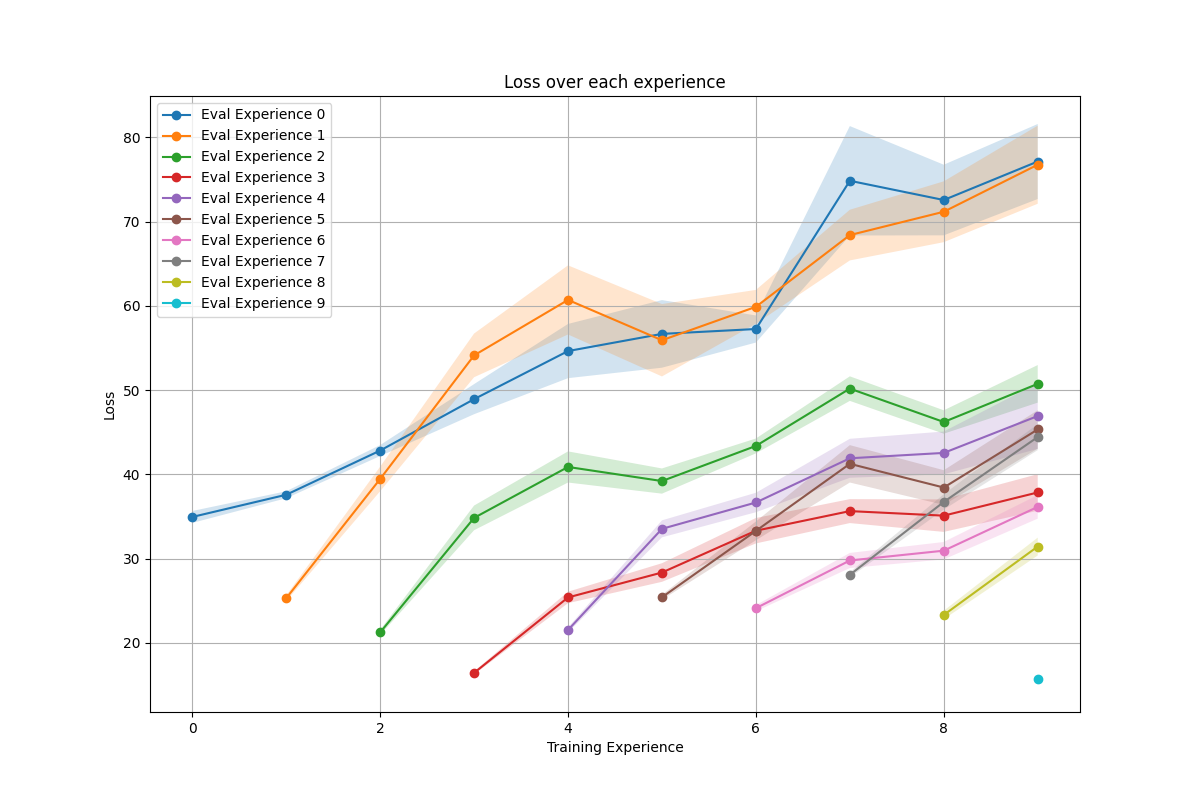 Loss over each experience
Eval Experience 0
Eval Experience 1
Eval Experience 2
Eval Experience 3
Eval Experience 4
Eval Experience 5
Eval Experience 6
Eval Experience 7
Eval Experience 8
Eval Experience 9
80
70
60
50
40
30
20
Loss
0 2 4 6 8
Training Experience